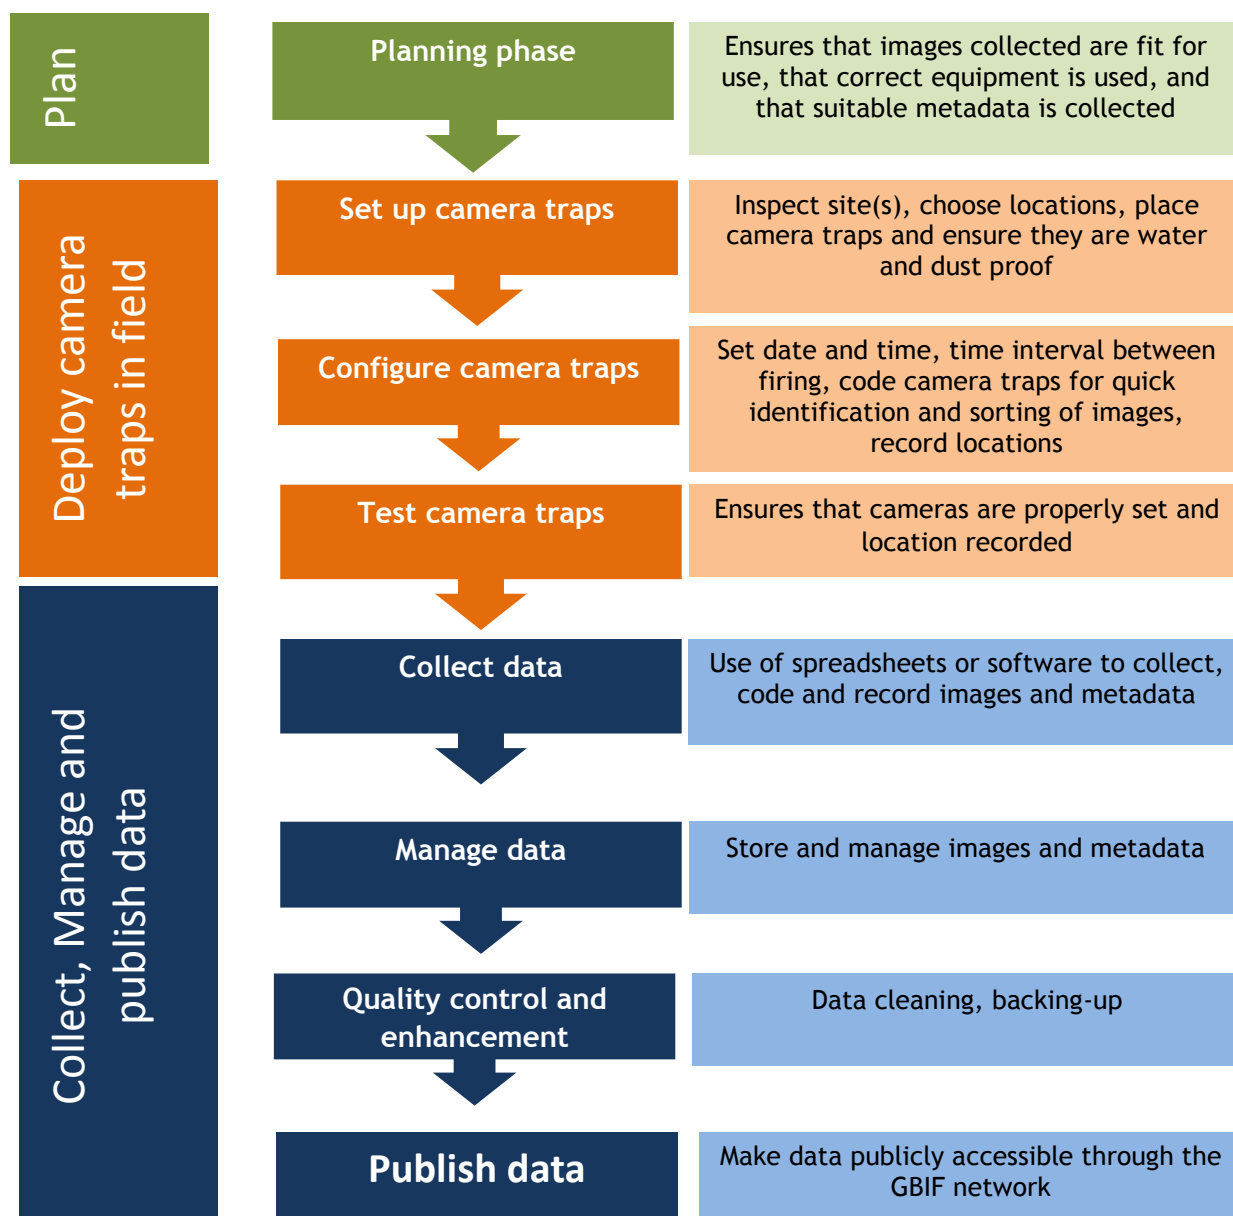 Plan
Planning phase
Ensures that images collected are fit for
use, that correct equipment is used, and
that suitable metadata is collected
Deploy camera
traps in field
Set up camera traps
Inspect site(s), choose locations, place
camera traps and ensure they are water
and dust proof
Configure camera traps
Set date and time, time interval between
firing, code camera traps for quick
identification and sorting of images,
record locations
Test camera traps
Ensures that cameras are properly set and
location recorded
Collect, Manage and
publish data
Collect data
Use of spreadsheets or software to collect,
code and record images and metadata
Manage data
Store and manage images and metadata
Quality control and
enhancement
Data cleaning, backing-up
Publish data
Make data publicly accessible through the
GBIF network